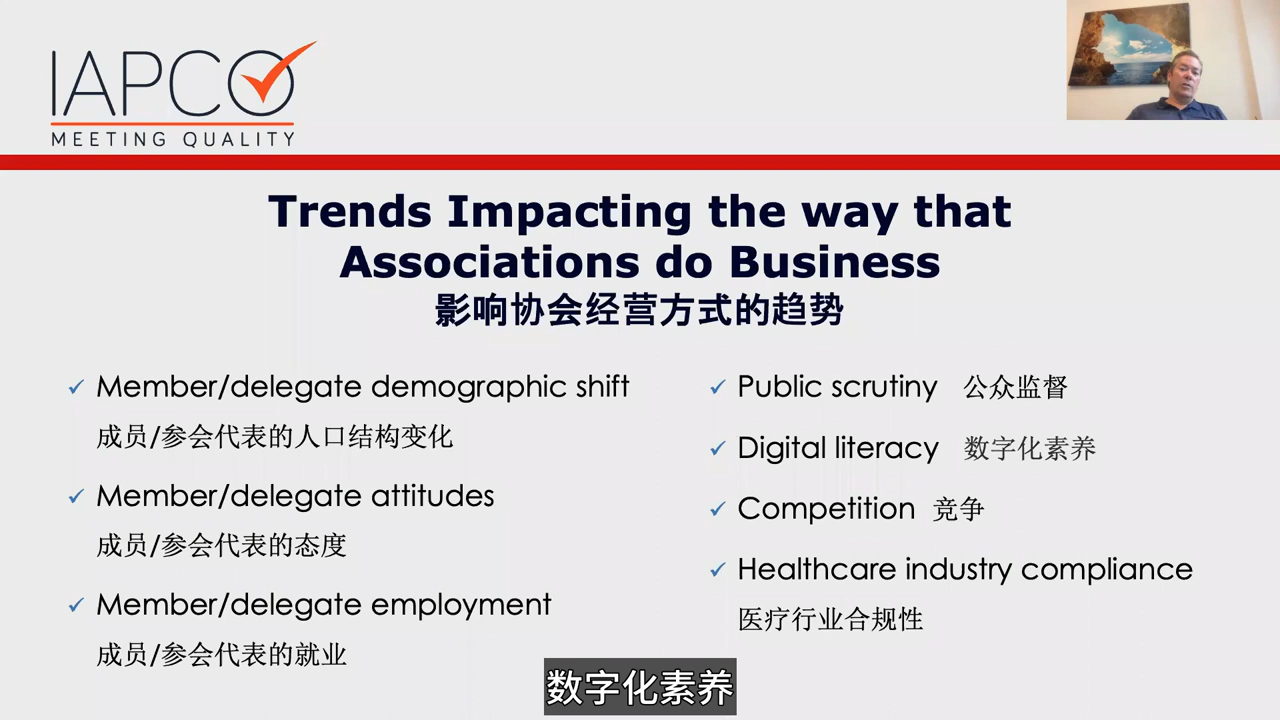 IAPCO
MEETING QUALITY
Trends Impacting the way that
Associations do Business
影响协会经营方式的趋势
Member/delegate demographic shift
成员/参会代表的人口结构变化
Member/delegate attitudes
成员/参会代表的态度
Member/delegate employment
成员/参会代表的就业
Public scrutiny 公众监督
Digital literacy 数字化素养
Competition 竞争
Healthcare industry compliance
医疗行业合规性
数字化素养